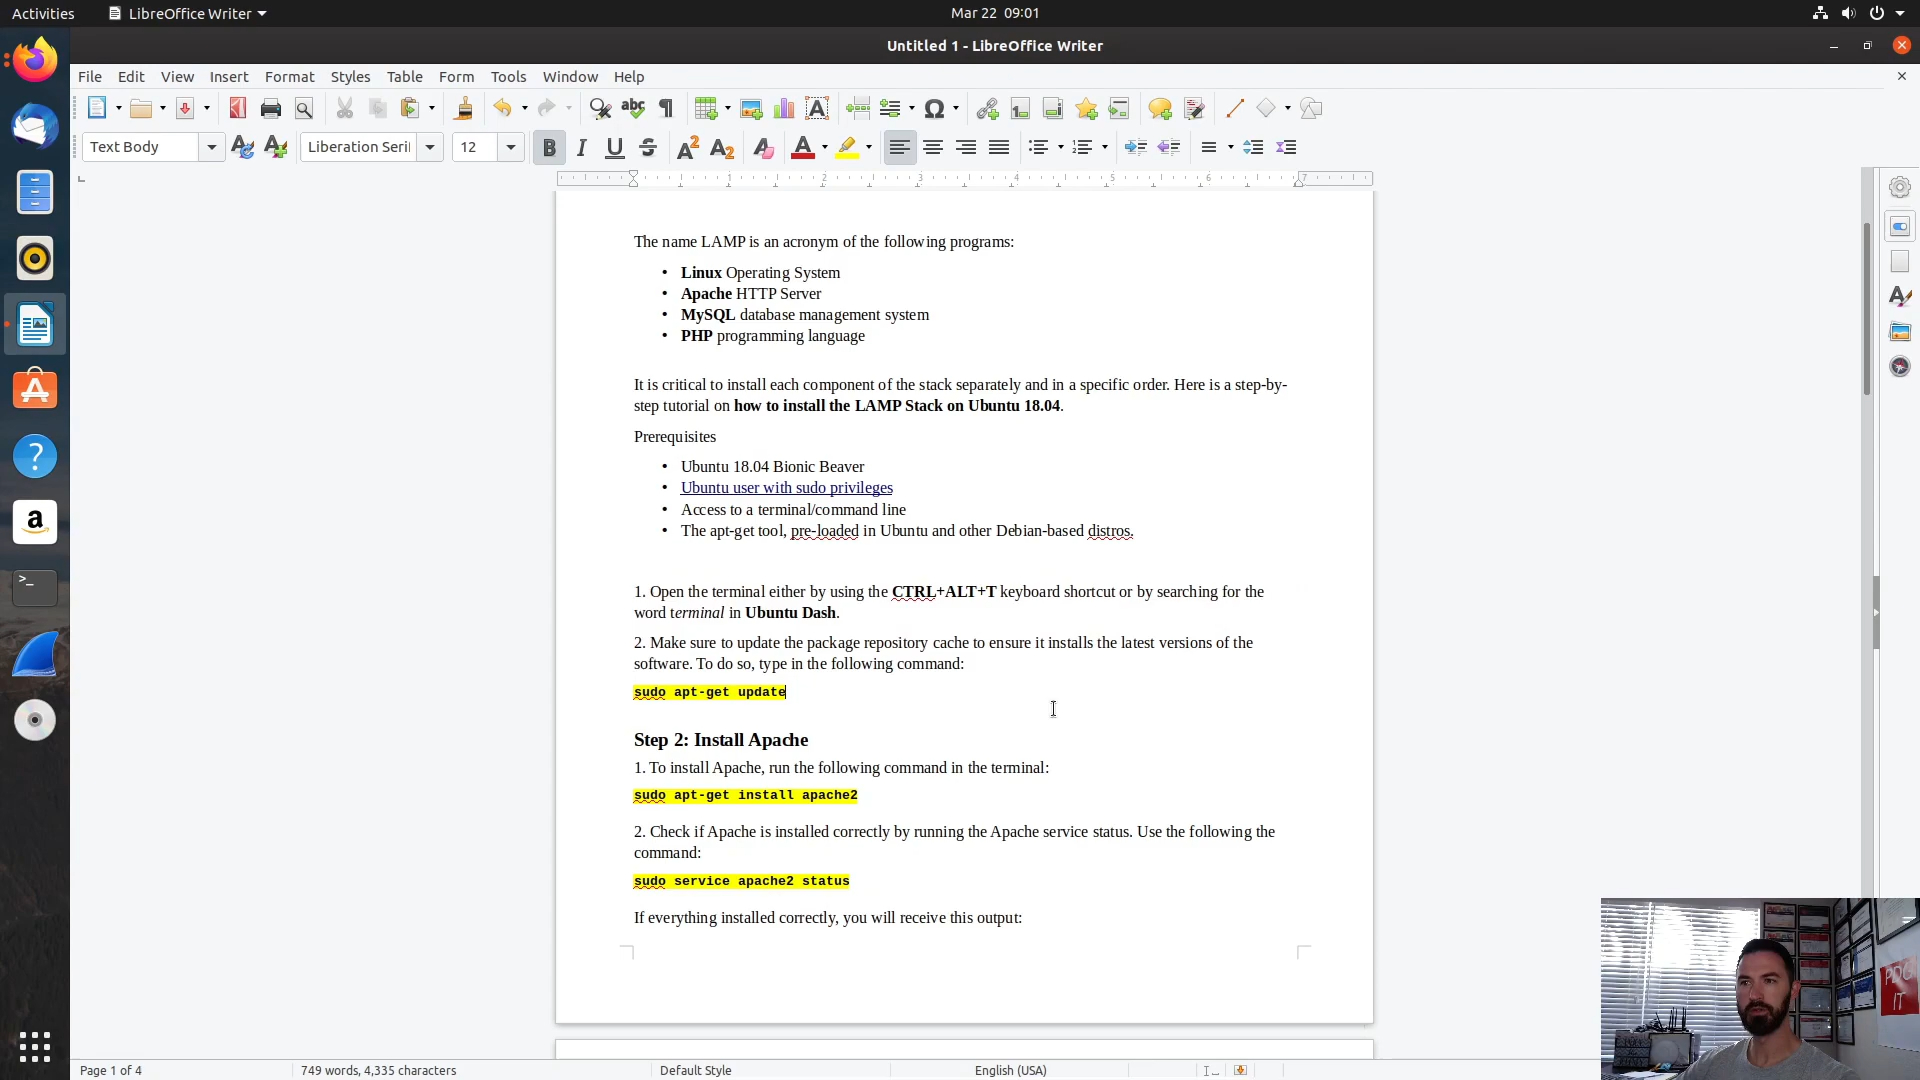 Activities
LibreOffice Writer
Mar 22 09:01
Untitled 1 - LibreOffice Writer
File Edit View Insert Format Styles Table Form Tools Window Help
Text Body
Liberation Seri
12
1 2 3 4 5 6 7
The name LAMP is an acronym of the following programs:
• Linux Operating System
• Apache HTTP Server
• MySQL database management system
• PHP programming language
It is critical to install each component of the stack separately and in a specific order. Here is a step-by-
step tutorial on how to install the LAMP Stack on Ubuntu 18.04.
Prerequisites
• Ubuntu 18.04 Bionic Beaver
• Ubuntu user with sudo privileges
• Access to a terminal/command line
• The apt-get tool, pre-loaded in Ubuntu and other Debian-based distros.
1. Open the terminal either by using the CTRL+ALT+T keyboard shortcut or by searching for the
word terminal in Ubuntu Dash.
2. Make sure to update the package repository cache to ensure it installs the latest versions of the
software. To do so, type in the following command:
sudo apt-get update
Step 2: Install Apache
1. To install Apache, run the following command in the terminal:
sudo apt-get install apache2
2. Check if Apache is installed correctly by running the Apache service status. Use the following the
command:
sudo service apache2 status
If everything installed correctly, you will receive this output:
PDG
IT
Page 1 of 4
749 words, 4,335 characters
Default Style
English (USA)